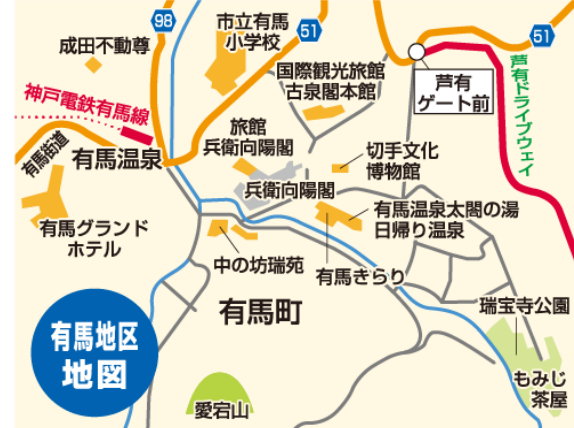 98
成田不動尊
市立有馬
小学校
51
51
国際観光旅館
古泉閣本館
芦有
ゲート前
芦有ドライブウェイ
神戸電鉄有馬線
旅館
兵衛向陽閣
切手文化
博物館
有馬街道
有馬温泉
兵衛向陽閣
有馬グランド
ホテル
有馬温泉太閤の湯
日帰り温泉
中の坊瑞苑
有馬きらり
有馬町
瑞宝寺公園
有馬地区
地図
もみじ
茶屋
愛宕山